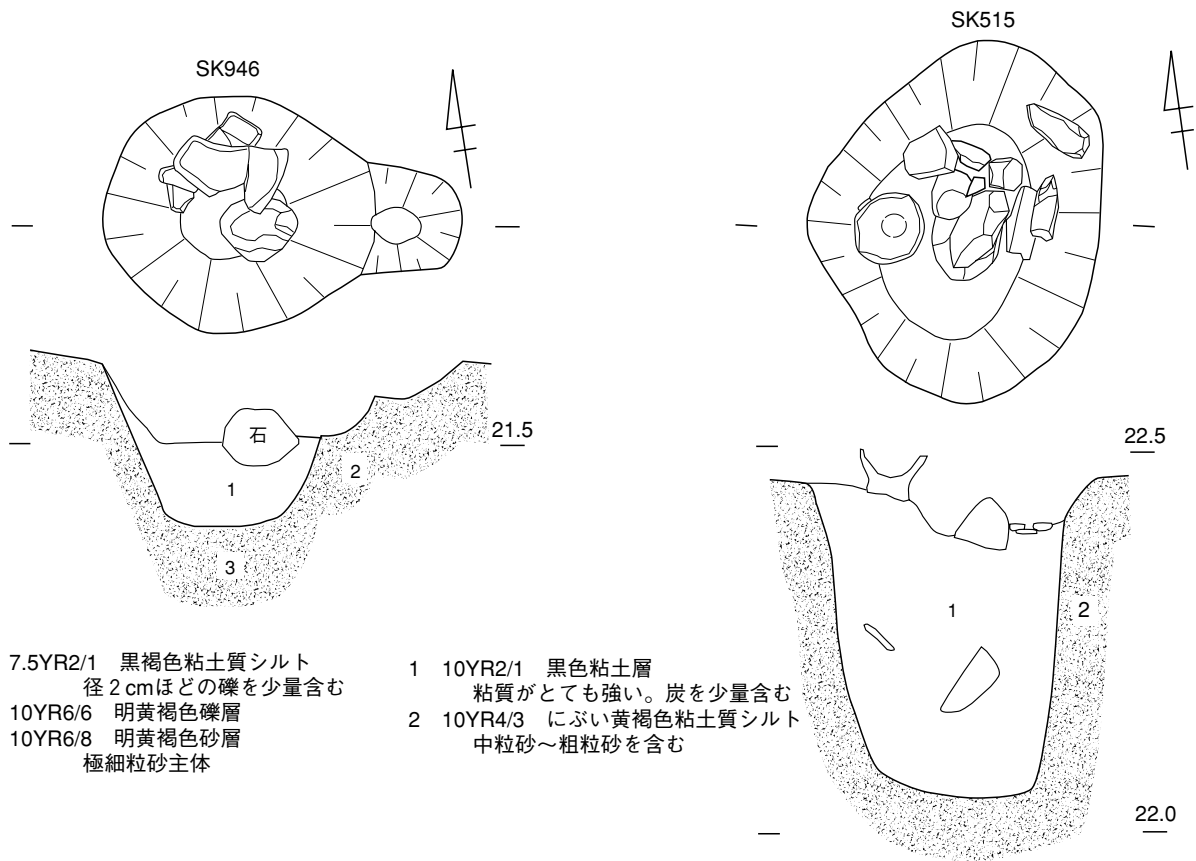 SK946
石
1
2
3
21.5
7.5YR2/1 黒褐色粘土質シルト
径２cmほどの礫を少量含む
10YR6/6 明黄褐色礫層
10YR6/8 明黄褐色砂層
極細粒砂主体
SK515
22.5
1
2
22.0
1 10YR2/1 黒色粘土層
粘質がとても強い。炭を少量含む
2 10YR4/3 にぶい黄褐色粘土質シルト
中粒砂～粗粒砂を含む